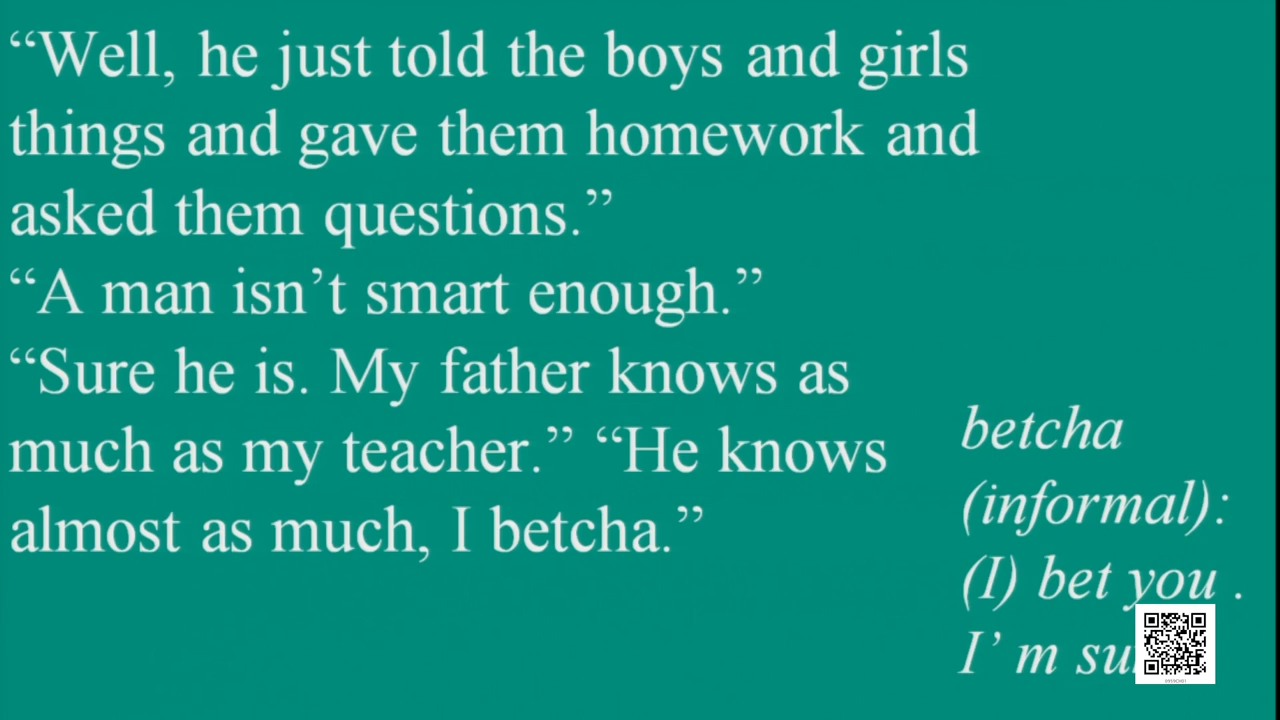 “Well, he just told the boys and girls
things and gave them homework and
asked them questions.”
“A man isn’t smart enough.”
“Sure he is. My father knows as
much as my teacher.” “He knows
almost as much, I betcha.”
betcha
(informal):
(I) bet you .
I’ m